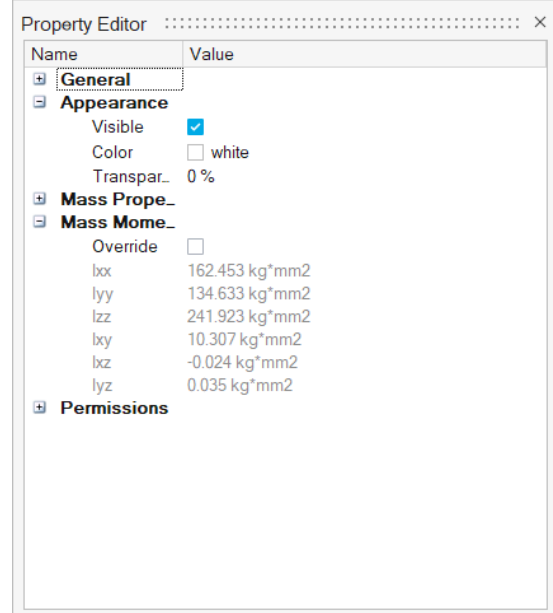 Property Editor
Name Value
General
Appearance
Visible
Color white
Transpar... 0 %
Mass Prope...
Mass Mome...
Override
Ixx 162.453 kg*mm2
Iyy 134.633 kg*mm2
Izz 241.923 kg*mm2
Ixy 10.307 kg*mm2
Ixz -0.024 kg*mm2
Iyz 0.035 kg*mm2
Permissions